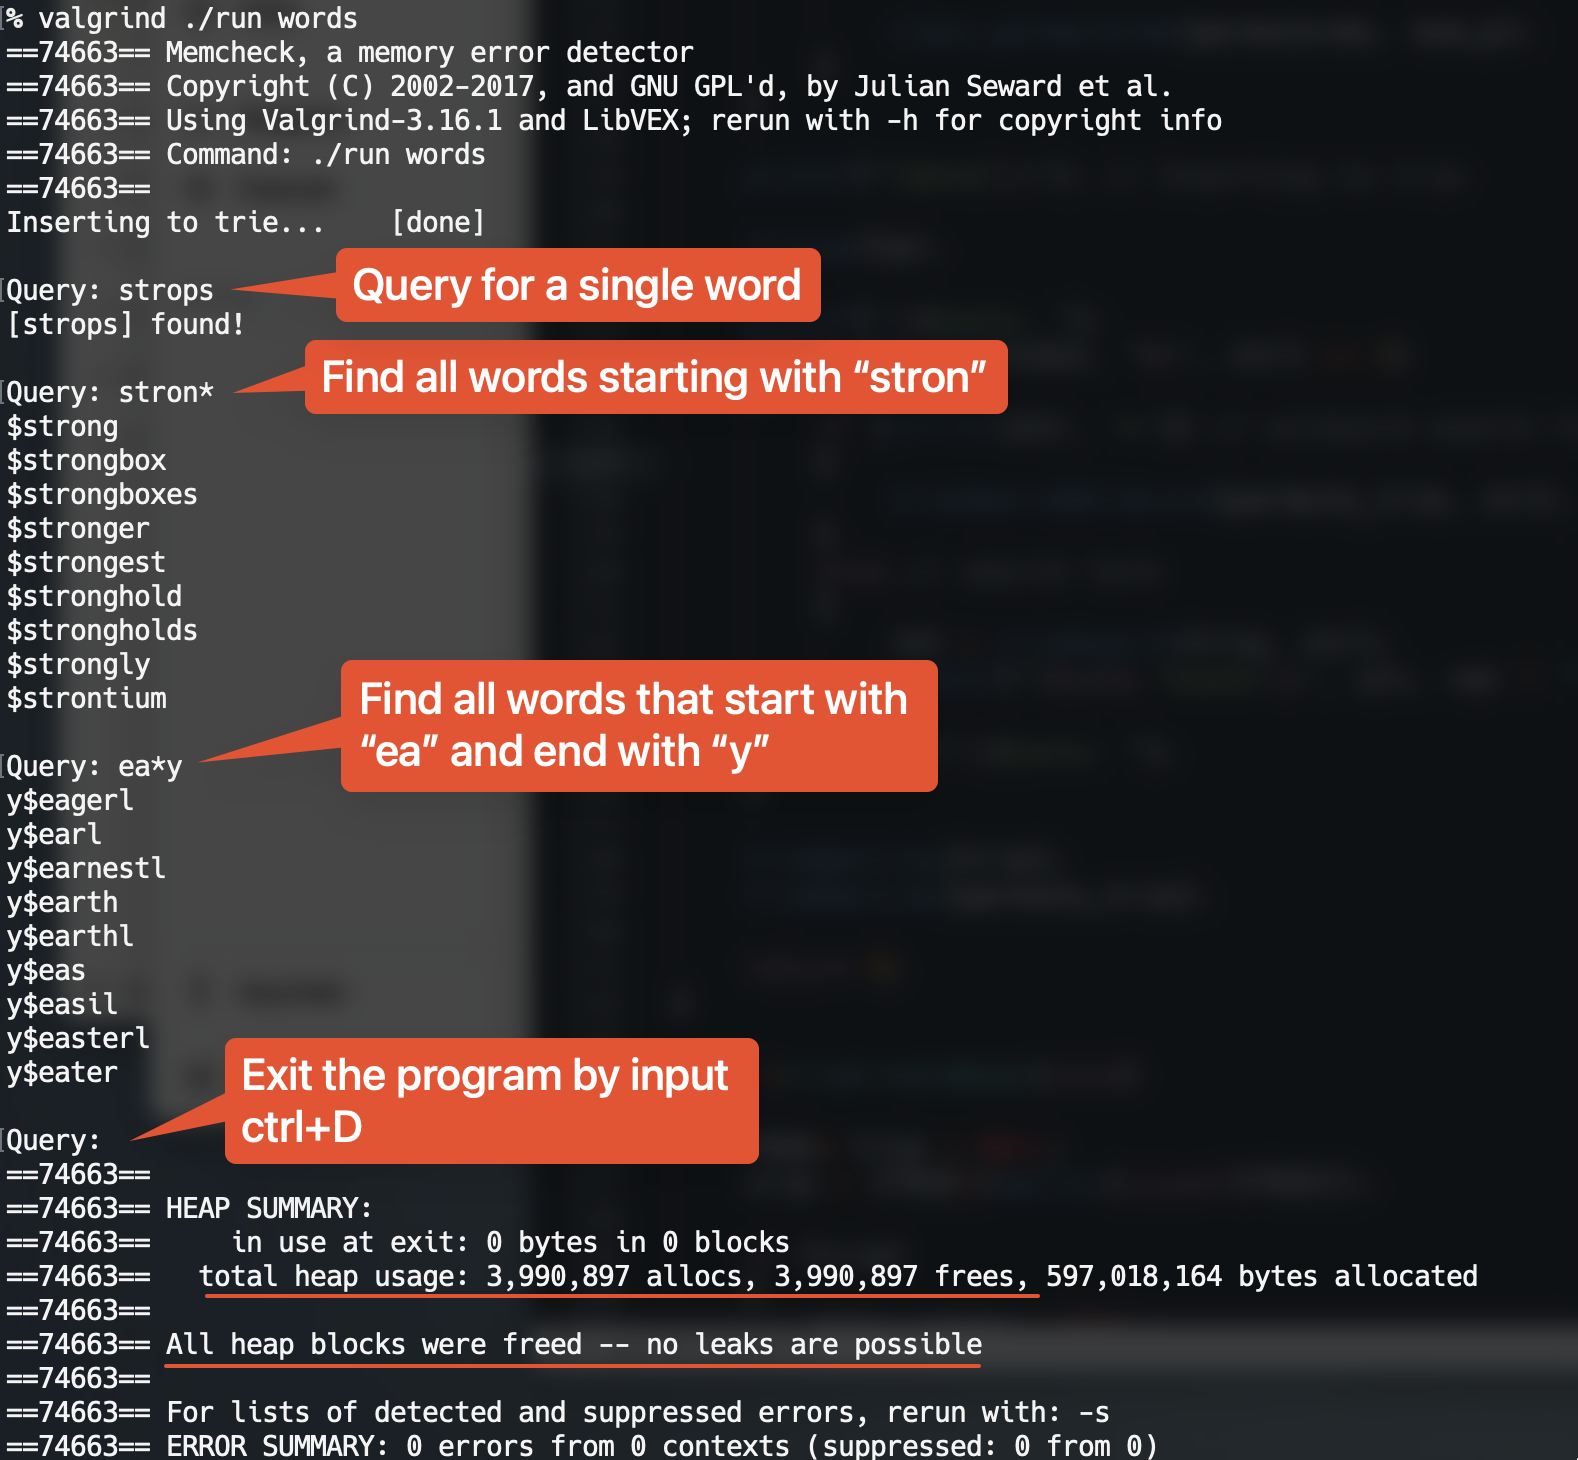 % valgrind ./run words
==74663== Memcheck, a memory error detector
==74663== Copyright (C) 2002-2017, and GNU GPL'd, by Julian Seward et al.
==74663== Using Valgrind-3.16.1 and LibVEX; rerun with -h for copyright info
==74663== Command: ./run words
==74663==
Inserting to trie...    [done]
Query: strops
Query for a single word
[strops] found!
Query: stron*
Find all words starting with “stron”
$strong
$strongbox
$strongboxes
$stronger
$strongest
$stronghold
$strongholds
$strongly
$strontium
Query: ea*y
Find all words that start with
“ea” and end with “y”
y$eagerl
y$earl
y$earnestl
y$earth
y$earthl
y$eas
y$easil
y$easterl
y$eater
Query:
Exit the program by input
ctrl+D
==74663==
==74663== HEAP SUMMARY:
==74663==     in use at exit: 0 bytes in 0 blocks
==74663==   total heap usage: 3,990,897 allocs, 3,990,897 frees, 597,018,164 bytes allocated
==74663==
==74663== All heap blocks were freed -- no leaks are possible
==74663==
==74663== For lists of detected and suppressed errors, rerun with: -s
==74663== ERROR SUMMARY: 0 errors from 0 contexts (suppressed: 0 from 0)